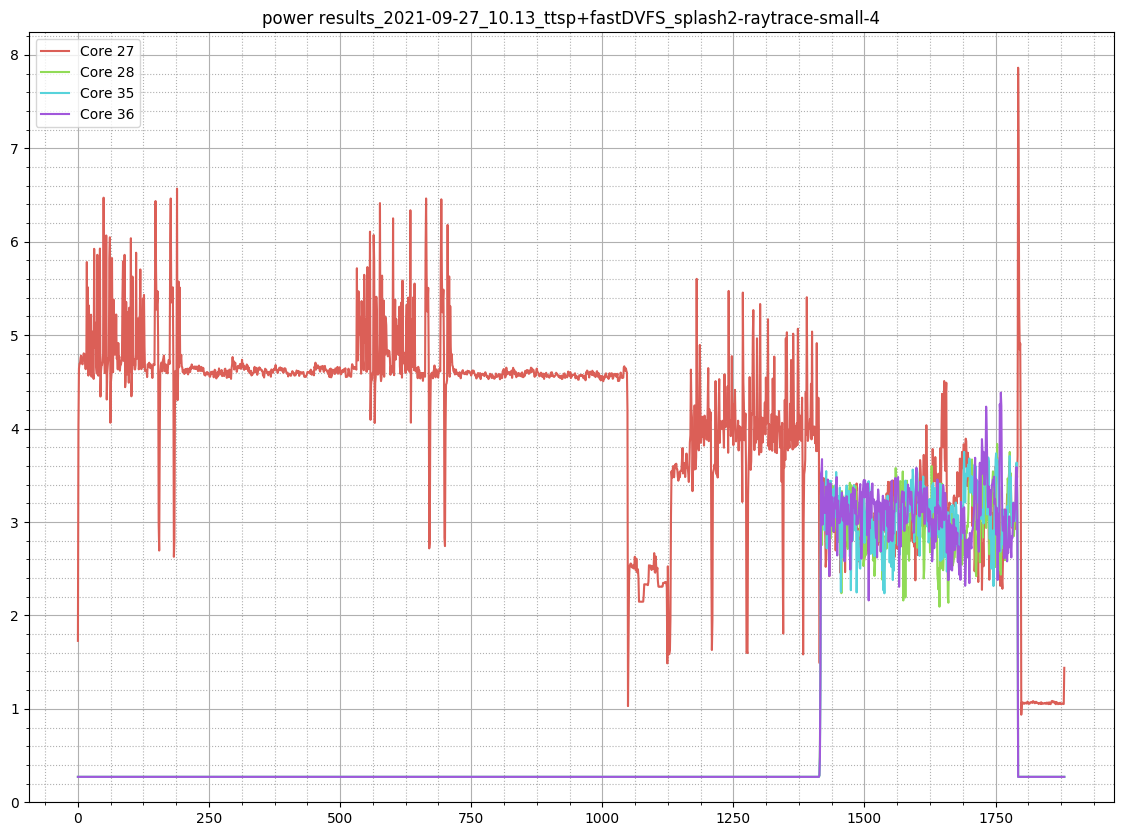 power results_2021-09-27_10.13_ttsp+fastDVFS_splash2-raytrace-small-4
Core 27
Core 28
Core 35
Core 36
8
7
6
5
4
3
2
1
0
0 250 500 750 1000 1250 1500 1750